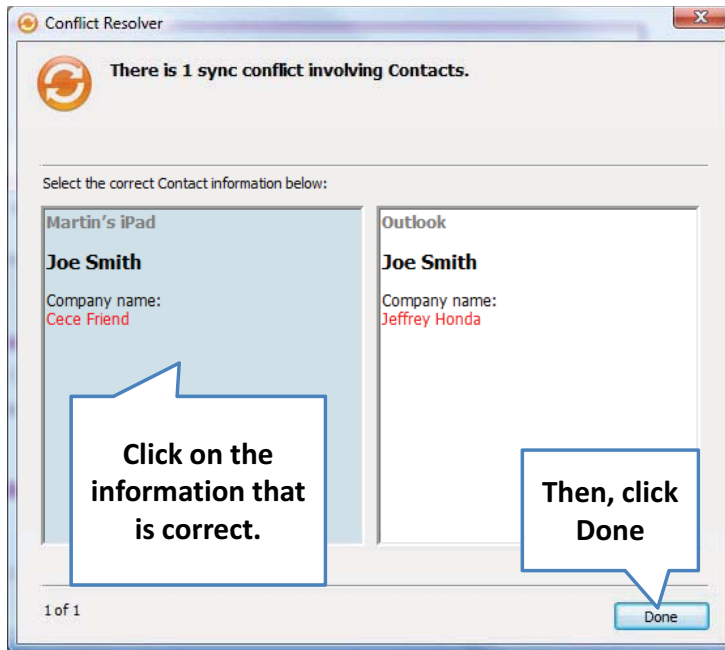 Conflict Resolver
There is 1 sync conflict involving Contacts.
Select the correct Contact information below:
Martin's iPad
Joe Smith
Company name:
Cece Friend
Outlook
Joe Smith
Company name:
Jeffrey Honda
Click on the
information that
is correct.
Then, click
Done
1 of 1
Done